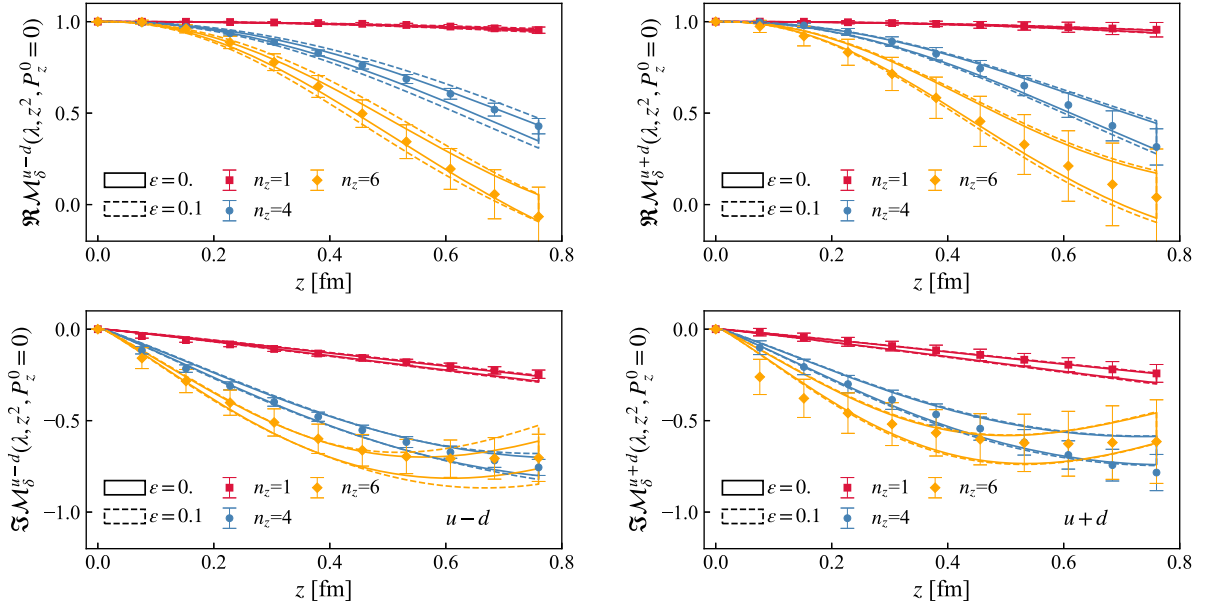 ℜℳ_δ^{u−d}(λ, z², P_z^0=0)
1.0
0.5
0.0
ε=0.
ε=0.1
n_z=1
n_z=4
n_z=6
0.0 0.2 0.4 0.6 0.8
z [fm]
ℜℳ_δ^{u+d}(λ, z², P_z^0=0)
1.0
0.5
0.0
ε=0.
ε=0.1
n_z=1
n_z=4
n_z=6
0.0 0.2 0.4 0.6 0.8
z [fm]
ℑℳ_δ^{u−d}(λ, z², P_z^0=0)
0.0
−0.5
−1.0
ε=0.
ε=0.1
n_z=1
n_z=4
n_z=6
u−d
0.0 0.2 0.4 0.6 0.8
z [fm]
ℑℳ_δ^{u+d}(λ, z², P_z^0=0)
0.0
−0.5
−1.0
ε=0.
ε=0.1
n_z=1
n_z=4
n_z=6
u+d
0.0 0.2 0.4 0.6 0.8
z [fm]